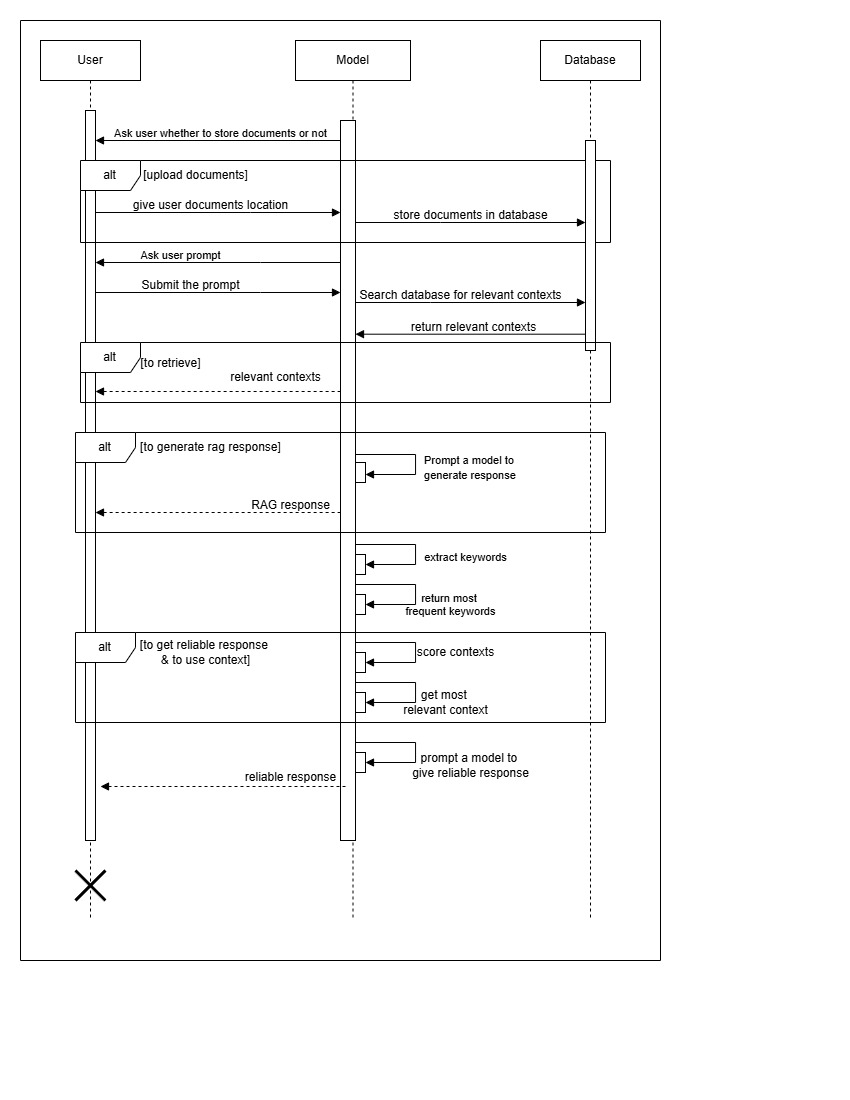 User
Model
Database
Ask user whether to store documents or not
alt
[upload documents]
give user documents location
store documents in database
Ask user prompt
Submit the prompt
Search database for relevant contexts
return relevant contexts
alt
[to retrieve]
relevant contexts
alt
[to generate rag response]
Prompt a model to
generate response
RAG response
extract keywords
return most
frequent keywords
alt
[to get reliable response
& to use context]
score contexts
get most
relevant context
prompt a model to
give reliable response
reliable response